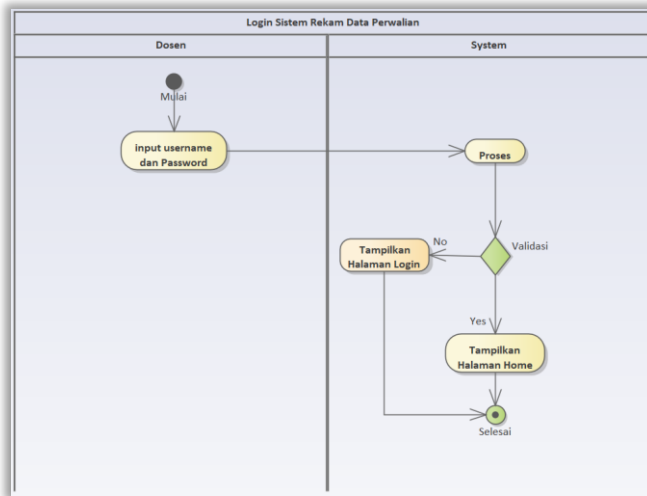 Login Sistem Rekam Data Perwalian
Dosen
System
Mulai
input username
dan Password
Proses
Validasi
No
Tampilkan
Halaman Login
Yes
Tampilkan
Halaman Home
Selesai